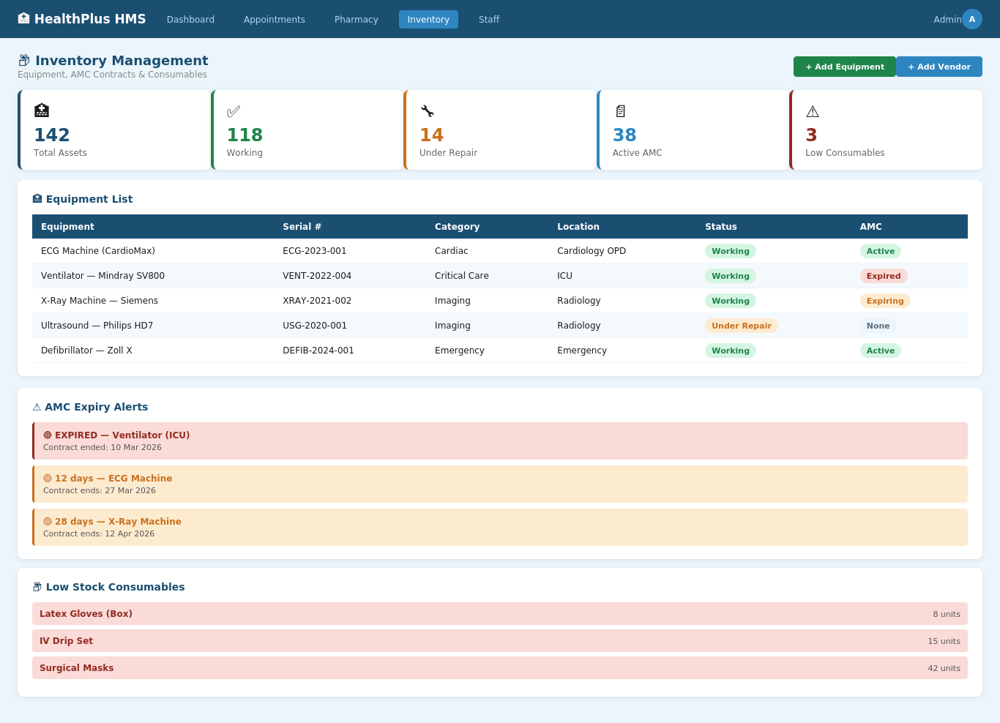 HealthPlus HMS Dashboard Appointments Pharmacy Inventory Staff Admin A
Inventory Management
Equipment, AMC Contracts & Consumables
+ Add Equipment + Add Vendor
142 118 14 38 3
Total Assets Working Under Repair Active AMC Low Consumables
Equipment List
Equipment Serial # Category Location Status AMC
ECG Machine (CardioMax) ECG-2023-001 Cardiac Cardiology OPD Working Active
Ventilator — Mindray SV800 VENT-2022-004 Critical Care ICU Working Expired
X-Ray Machine — Siemens XRAY-2021-002 Imaging Radiology Working Expiring
Ultrasound — Philips HD7 USG-2020-001 Imaging Radiology Under Repair None
Defibrillator — Zoll X DEFIB-2024-001 Emergency Emergency Working Active
⚠ AMC Expiry Alerts
EXPIRED — Ventilator (ICU)
Contract ended: 10 Mar 2026
12 days — ECG Machine
Contract ends: 27 Mar 2026
28 days — X-Ray Machine
Contract ends: 12 Apr 2026
Low Stock Consumables
Latex Gloves (Box) 8 units
IV Drip Set 15 units
Surgical Masks 42 units